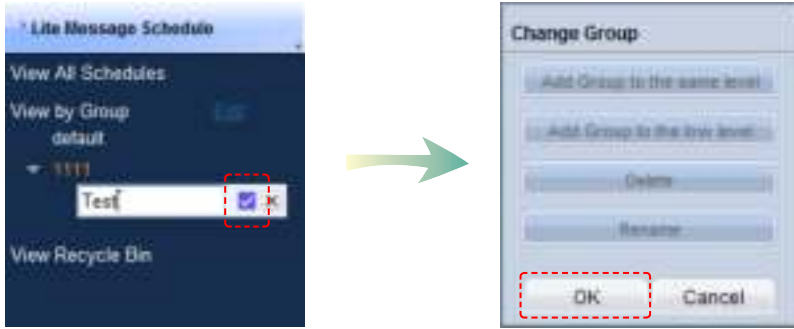 * Lite Message Schedule
View All Schedules
View by Group Edit
default
1111
Test
View Recycle Bin
Change Group
Add Group to the same level
Add Group to the low level
Delete
Rename
OK Cancel